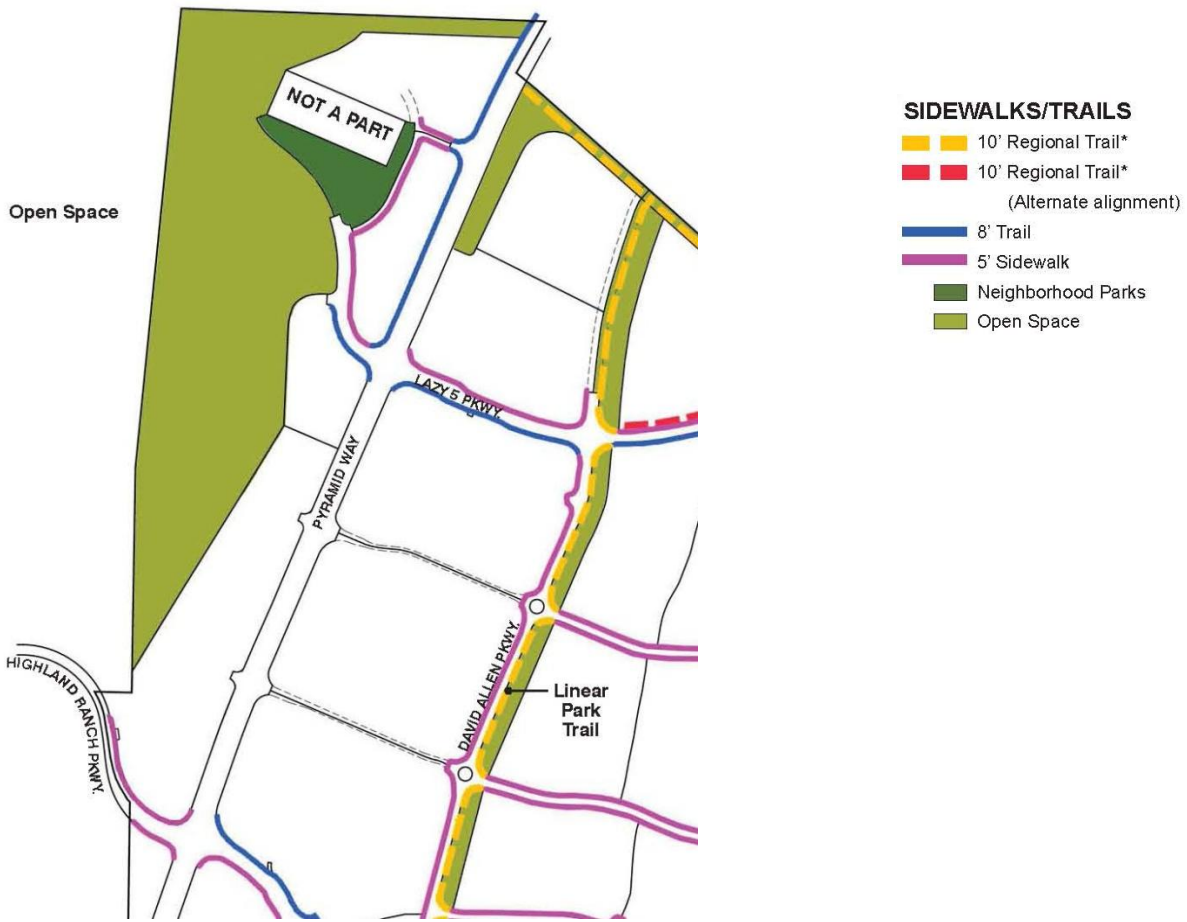 NOT A PART
Open Space
LAZY 5 PKWY.
PYRAMID WAY
HIGHLAND RANCH PKWY.
DAVID ALLEN PKWY.
Linear
Park
Trail
SIDEWALKS/TRAILS
10' Regional Trail*
10' Regional Trail*
(Alternate alignment)
8' Trail
5' Sidewalk
Neighborhood Parks
Open Space